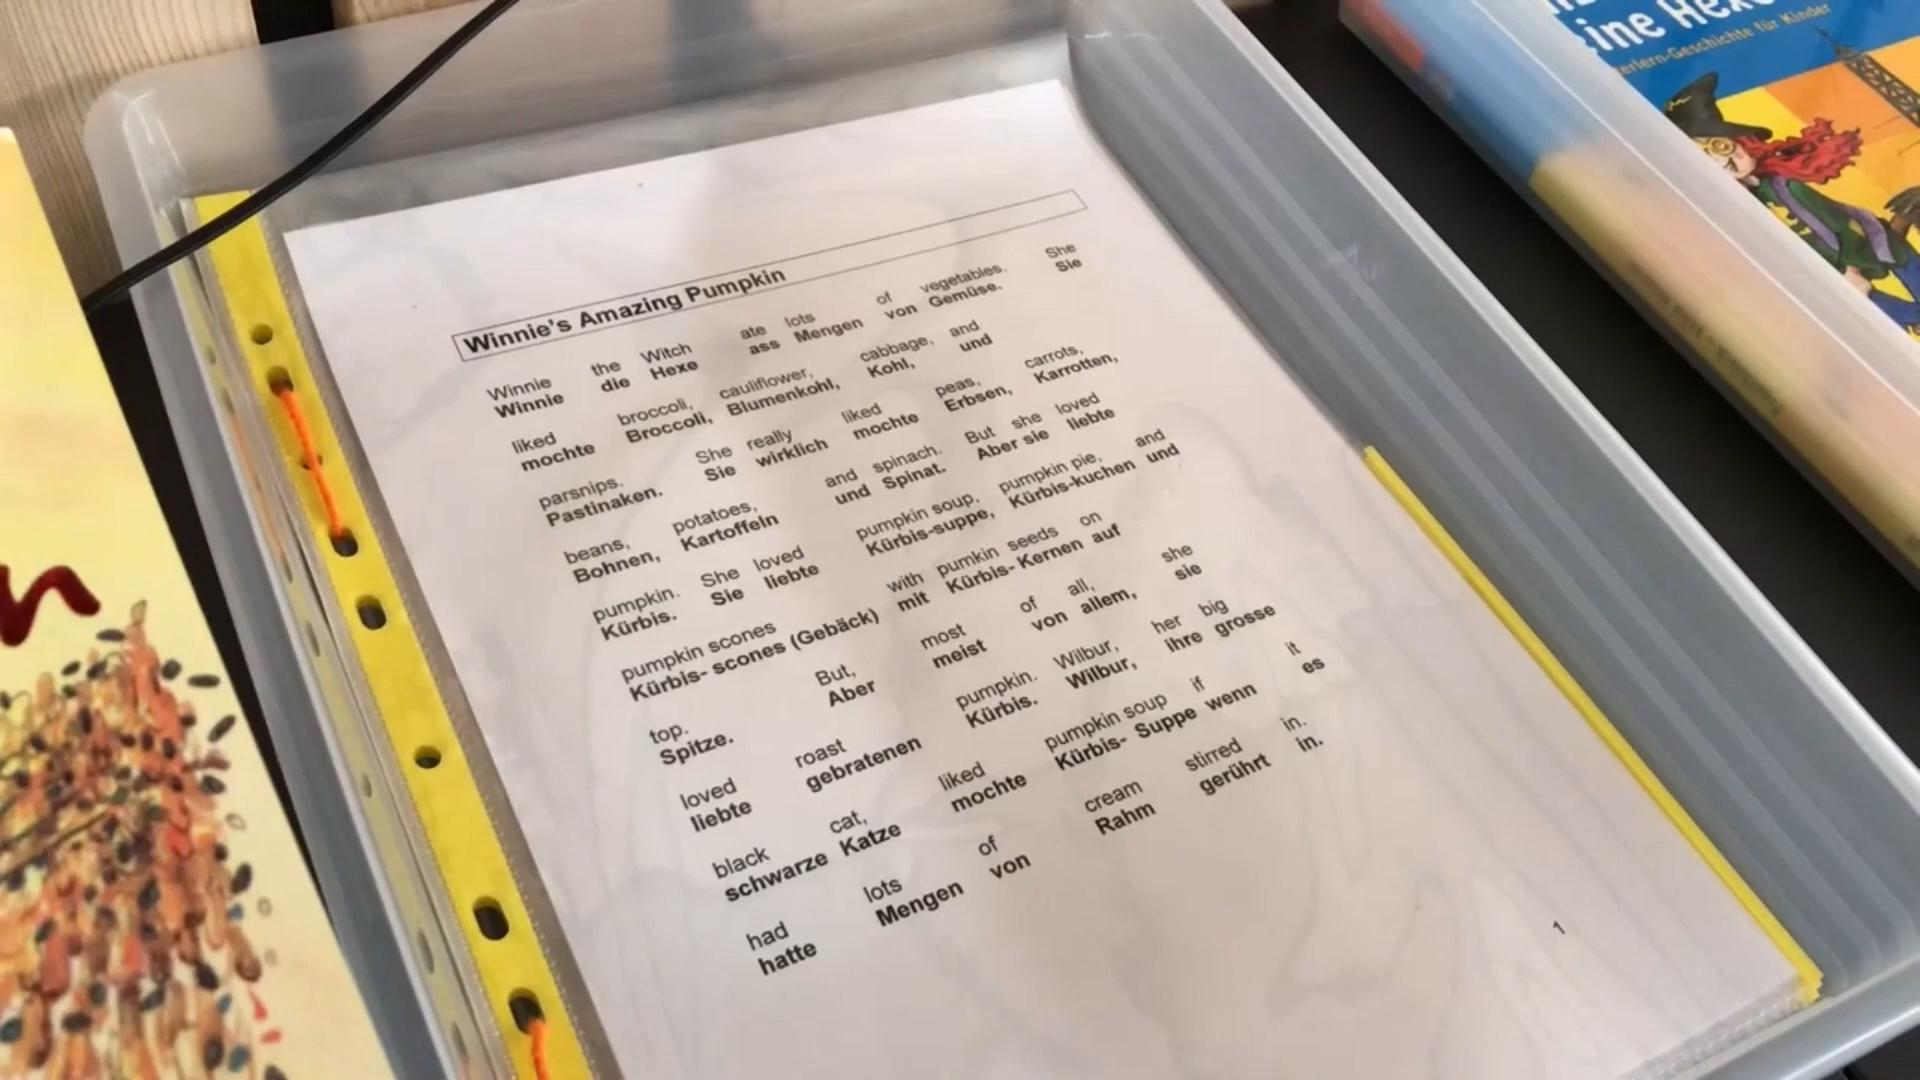 Winnie's Amazing Pumpkin
Winnie the Witch ate lots of vegetables. She
Winnie die Hexe ass Mengen von Gemüse. Sie
liked broccoli, cauliflower, cabbage, and
mochte Broccoli, Blumenkohl, Kohl, und
parsnips. She really liked peas, carrots,
Pastinaken. Sie wirklich mochte Erbsen, Karrotten,
beans, potatoes, and spinach. But she loved
Bohnen, Kartoffeln und Spinat. Aber sie liebte
pumpkin. She loved pumpkin soup, pumpkin pie, and
Kürbis. Sie liebte Kürbis-suppe, Kürbis-kuchen und
pumpkin scones with pumkin seeds on
Kürbis- scones (Gebäck) mit Kürbis- Kernen auf
top. But, most of all, she
Spitze. Aber meist von allem, sie
loved roast pumpkin. Wilbur, her big
liebte gebratenen Kürbis. Wilbur, ihre grosse
black cat, liked pumpkin soup if it
schwarze Katze mochte Kürbis- Suppe wenn es
had lots of cream stirred in.
hatte Mengen von Rahm gerührt in.
1
eine Hexe
erlern-Geschichte für Kinder
n